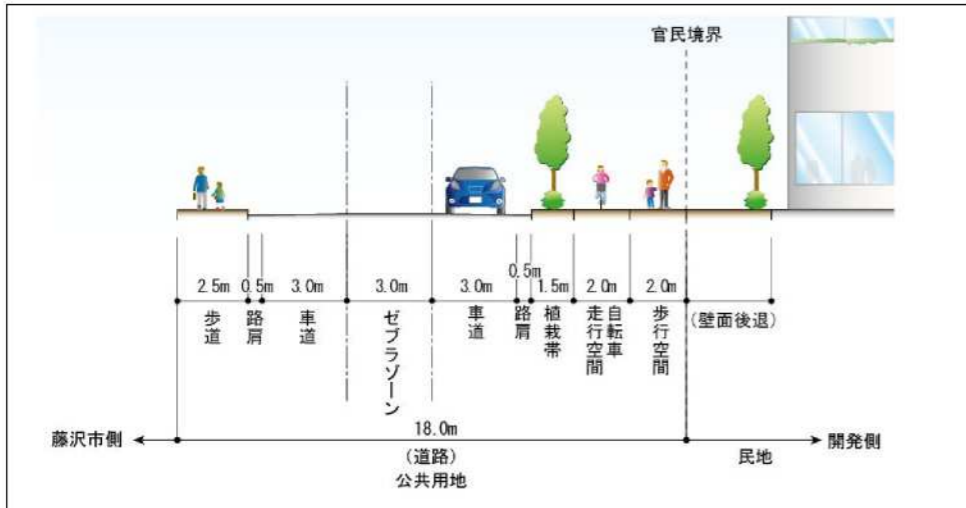 官民境界
0.5m
2.5m 0.5m 3.0m 3.0m 3.0m 1.5m 2.0m 2.0m
歩道
路肩
車道
ゼブラゾーン
車道
路肩
植栽帯
自転車
走行空間
歩行空間
(壁面後退)
藤沢市側
18.0m
開発側
(道路)
民地
公共用地